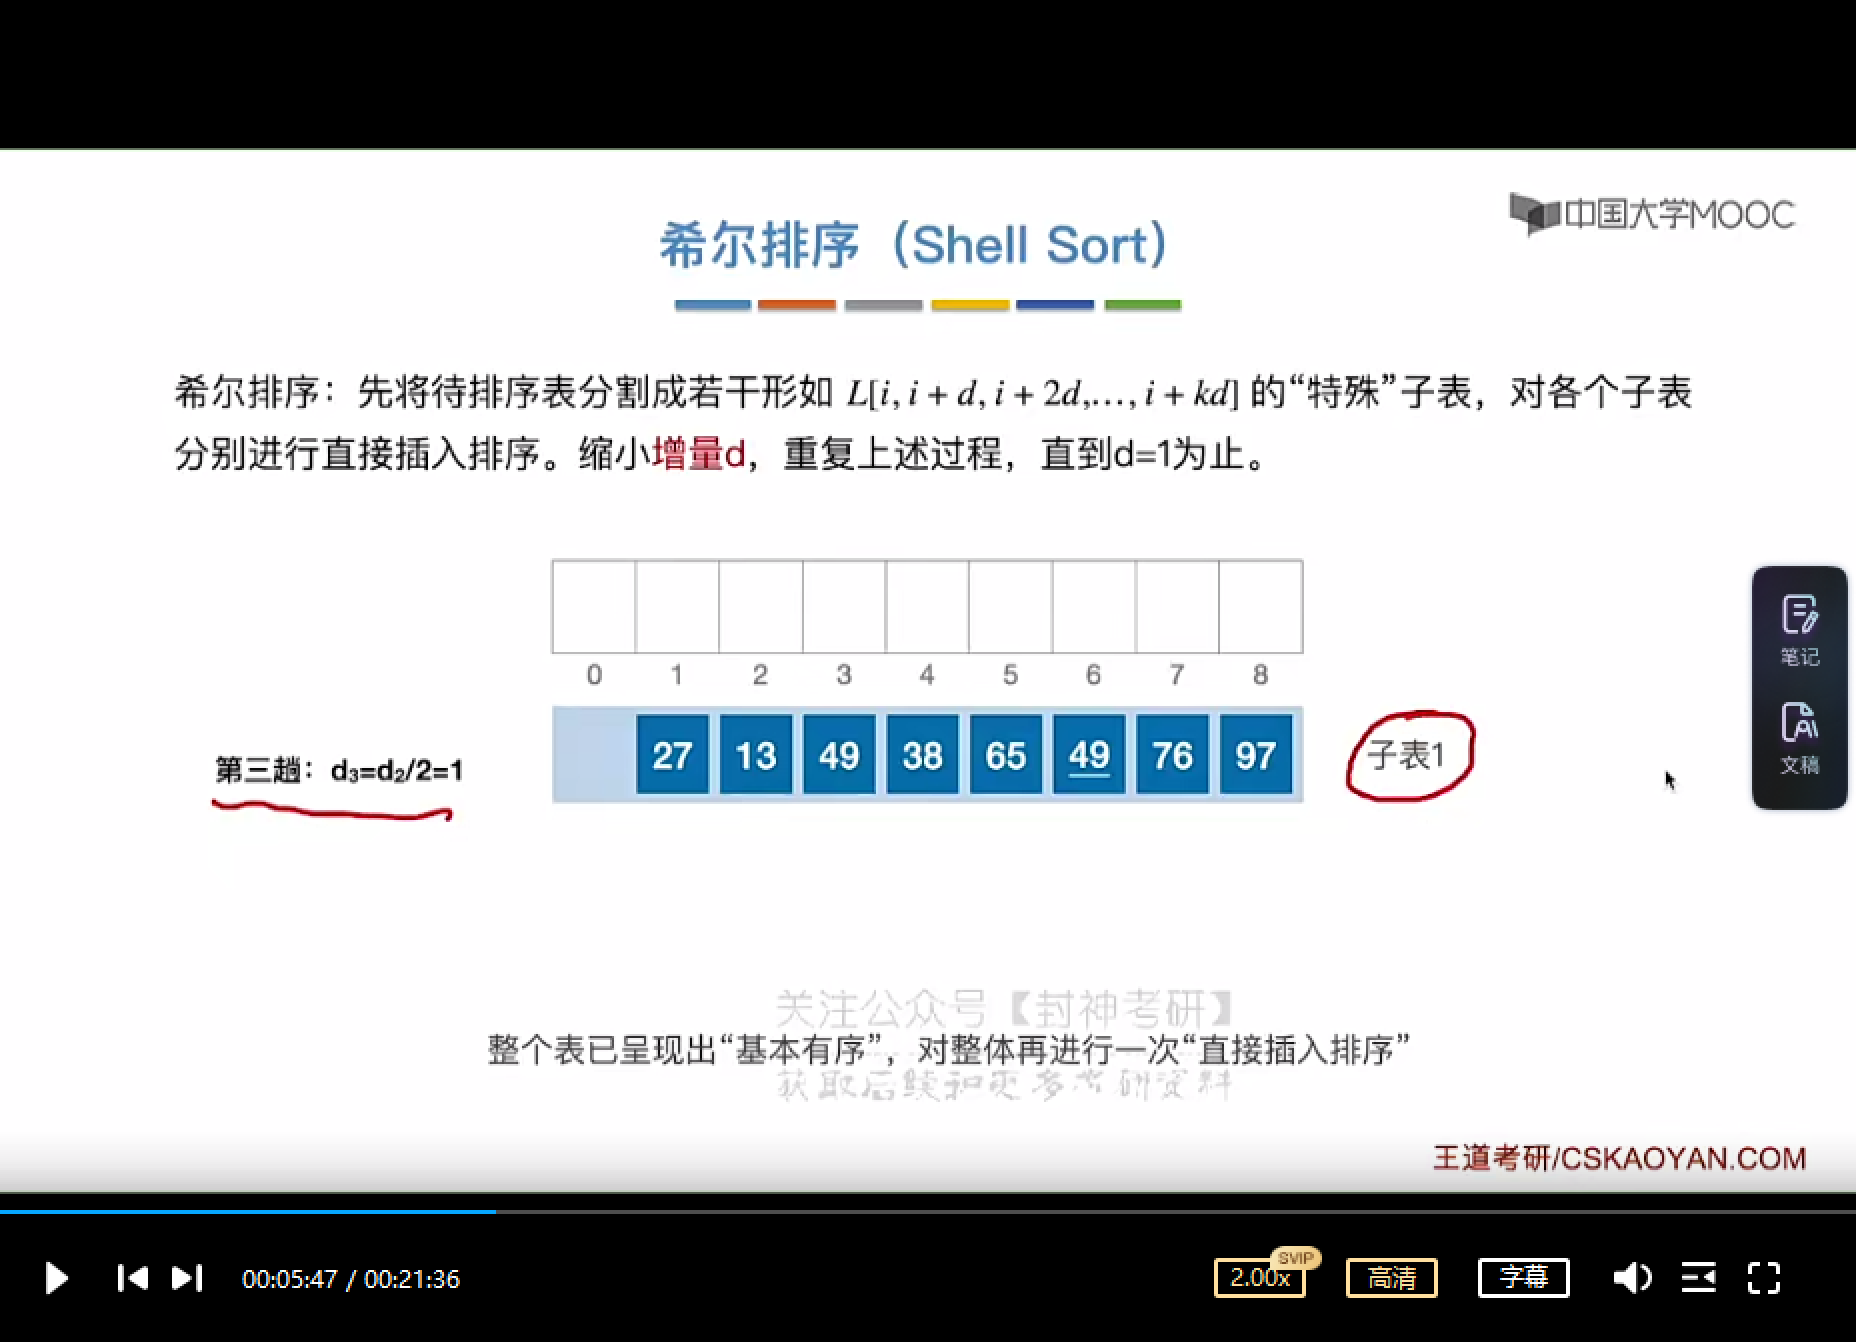 中国大学MOOC
希尔排序（Shell Sort）
希尔排序：先将待排序表分割成若干形如 L[i, i + d, i + 2d,…, i + kd] 的“特殊”子表，对各个子表
分别进行直接插入排序。缩小增量d，重复上述过程，直到d=1为止。
0 1 2 3 4 5 6 7 8
第三趟：d₃=d₂/2=1 27 13 49 38 65 49 76 97 子表1
笔记
文稿
关注公众号【封神考研】
整个表已呈现出“基本有序”，对整体再进行一次“直接插入排序”
获取后续和更多考研资料
王道考研/CSKAOYAN.COM
00:05:47 / 00:21:36 2.00x SVIP 高清 字幕